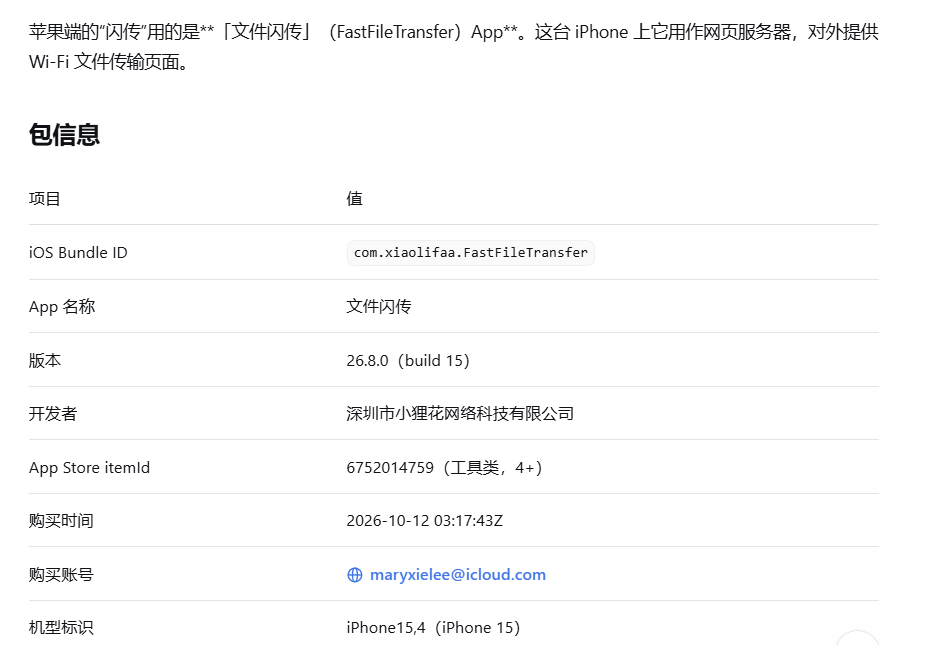 苹果端的“闪传”用的是**「文件闪传」（FastFileTransfer）App**。这台 iPhone 上它用作网页服务器，对外提供
Wi-Fi 文件传输页面。
包信息
项目 值
iOS Bundle ID com.xiaolifaa.FastFileTransfer
App 名称 文件闪传
版本 26.8.0（build 15）
开发者 深圳市小狸花网络科技有限公司
App Store itemId 6752014759（工具类，4+）
购买时间 2026-10-12 03:17:43Z
购买账号 maryxielee@icloud.com
机型标识 iPhone15,4（iPhone 15）